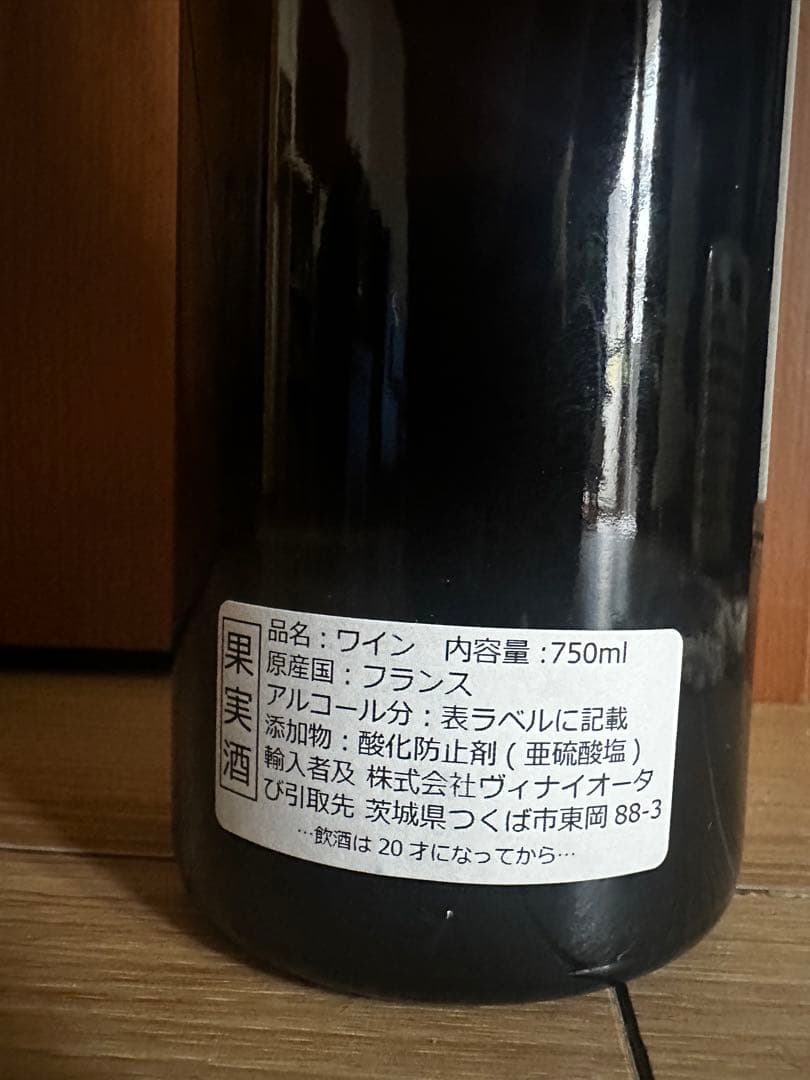 果実酒
品名：ワイン　内容量：750ml
原産国：フランス
アルコール分：表ラベルに記載
添加物：酸化防止剤（亜硫酸塩）
輸入者及 株式会社ヴィナイオータ
び引取先 茨城県つくば市東岡 88-3
…飲酒は 20 才になってから…